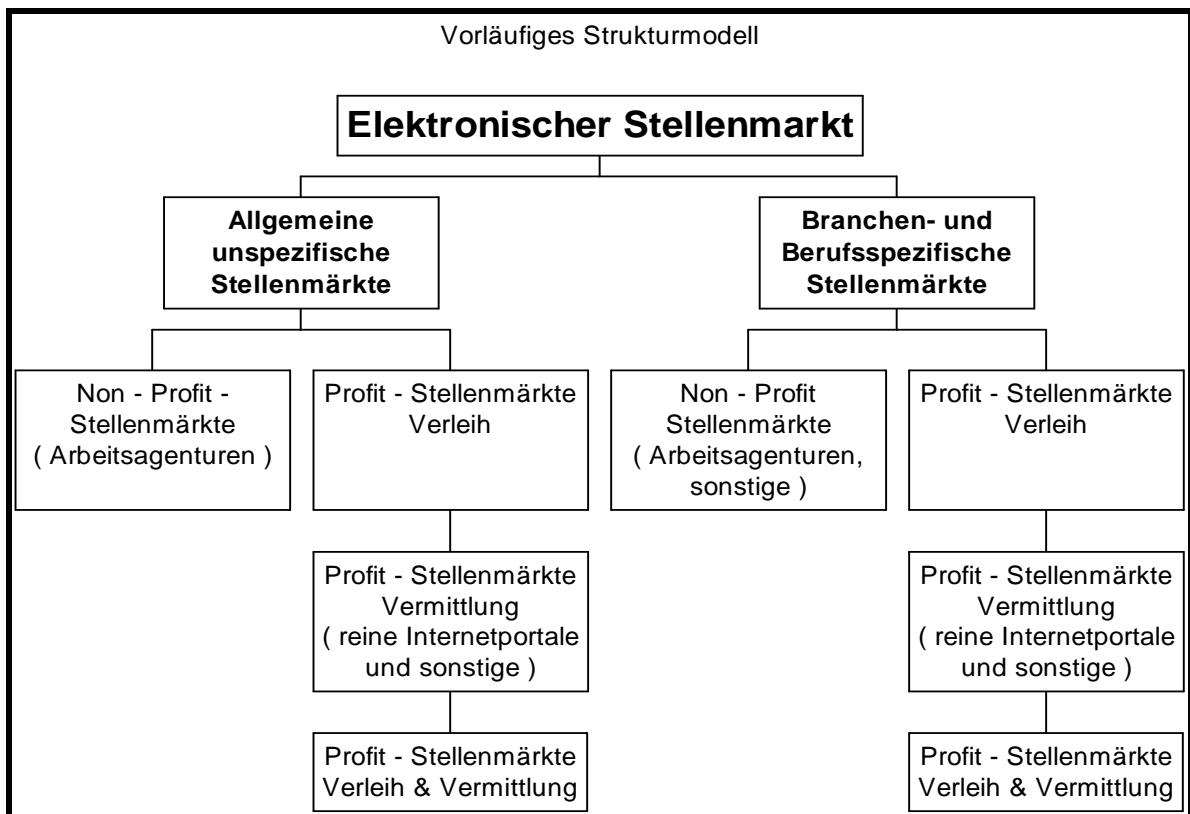 Vorläufiges Strukturmodell
Elektronischer Stellenmarkt
Allgemeine
unspezifische
Stellenmärkte
Branchen- und
Berufsspezifische
Stellenmärkte
Non - Profit -
Stellenmärkte
( Arbeitsagenturen )
Profit - Stellenmärkte
Verleih
Non - Profit
Stellenmärkte
( Arbeitsagenturen,
sonstige )
Profit - Stellenmärkte
Verleih
Profit - Stellenmärkte
Vermittlung
( reine Internetportale
und sonstige )
Profit - Stellenmärkte
Vermittlung
( reine Internetportale
und sonstige )
Profit - Stellenmärkte
Verleih & Vermittlung
Profit - Stellenmärkte
Verleih & Vermittlung